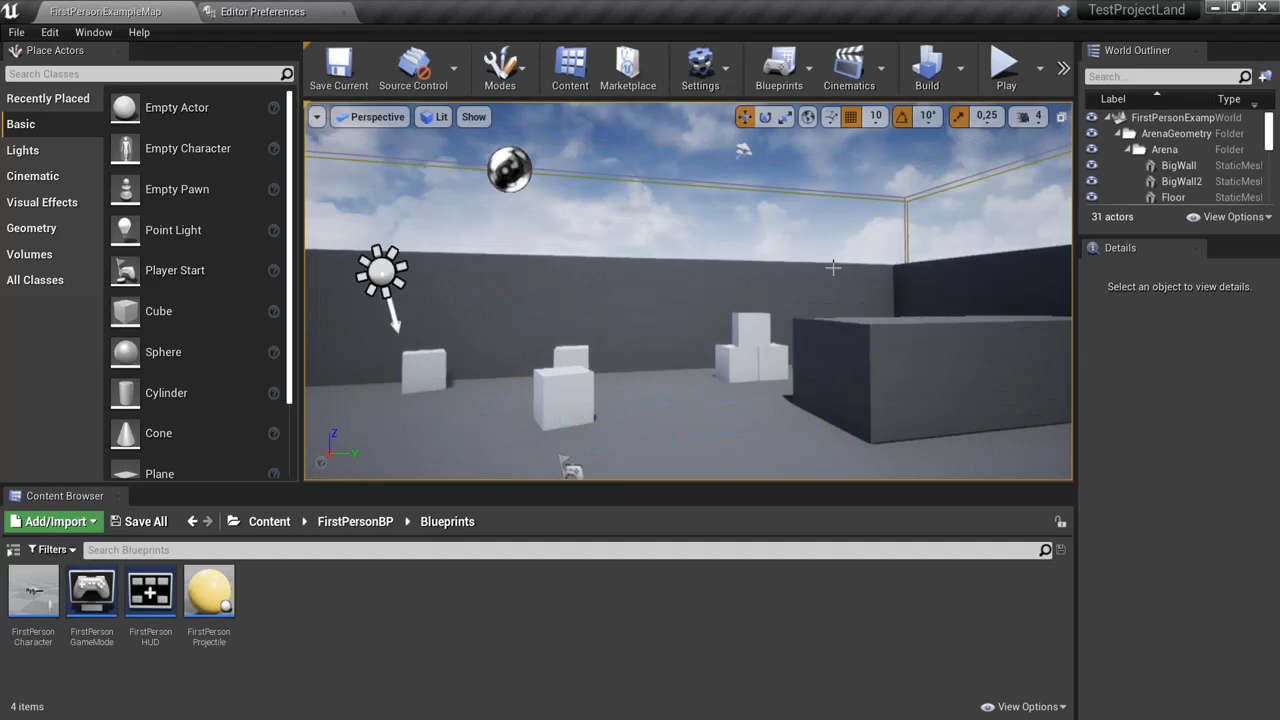 FirstPersonExampleMap
Editor Preferences
TestProjectLand
File Edit Window Help
Place Actors
Search Classes
Recently Placed
Basic
Lights
Cinematic
Visual Effects
Geometry
Volumes
All Classes
Empty Actor
Empty Character
Empty Pawn
Point Light
Player Start
Cube
Sphere
Cylinder
Cone
Plane
Save Current
Source Control
Modes
Content
Marketplace
Settings
Blueprints
Cinematics
Build
Play
Perspective
Lit
Show
10
10°
0,25
4
Z
Y
World Outliner
Search...
Label Type
FirstPersonExamp World
ArenaGeometry Folder
Arena Folder
BigWall StaticMesl
BigWall2 StaticMesl
Floor StaticMesl
31 actors View Options
Details
Select an object to view details.
Content Browser
Add/Import Save All Content FirstPersonBP Blueprints
Filters Search Blueprints
FirstPerson
Character
FirstPerson
GameMode
FirstPerson
HUD
FirstPerson
Projectile
4 items View Options